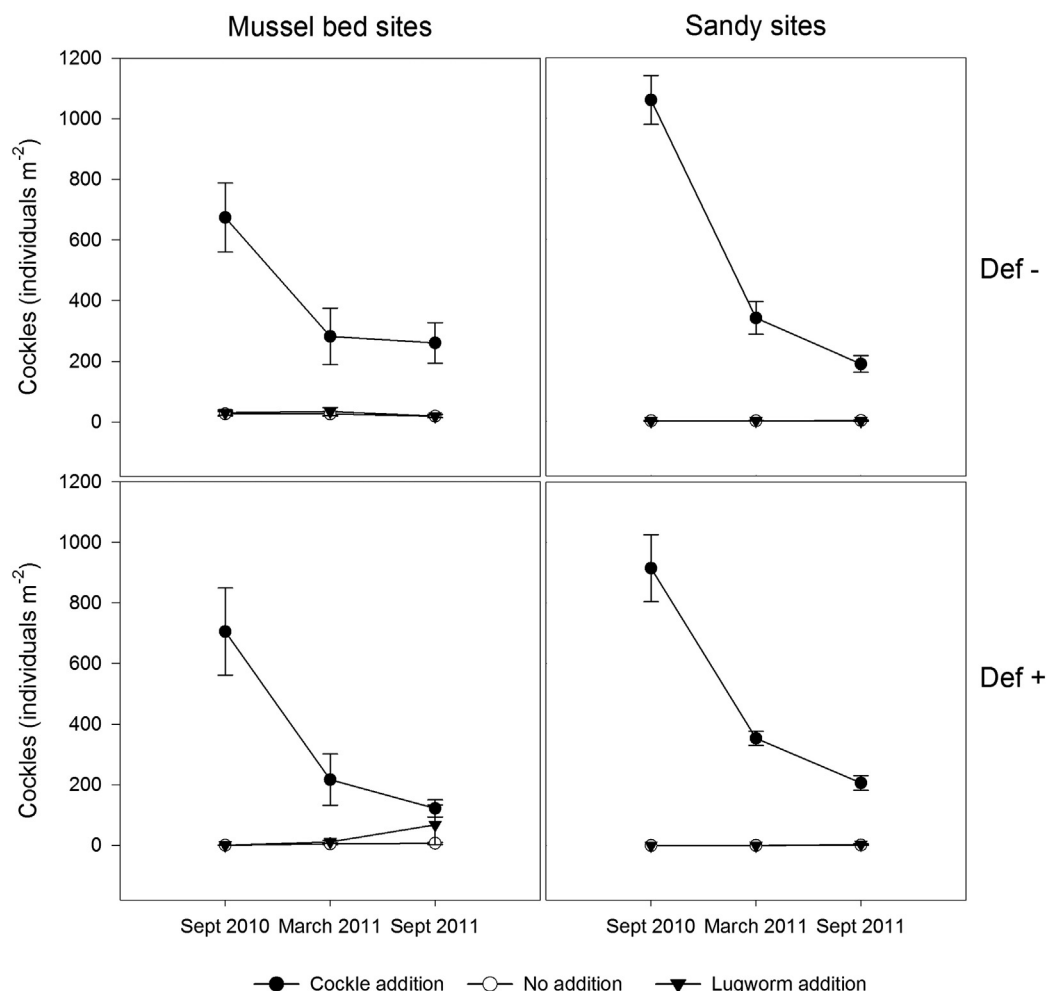 Mussel bed sites
Sandy sites
1200
1000
800
600
400
200
0
Cockles (individuals m⁻²)
Def -
1200
1000
800
600
400
200
0
Cockles (individuals m⁻²)
Def +
Sept 2010 March 2011 Sept 2011
Sept 2010 March 2011 Sept 2011
Cockle addition No addition Lugworm addition